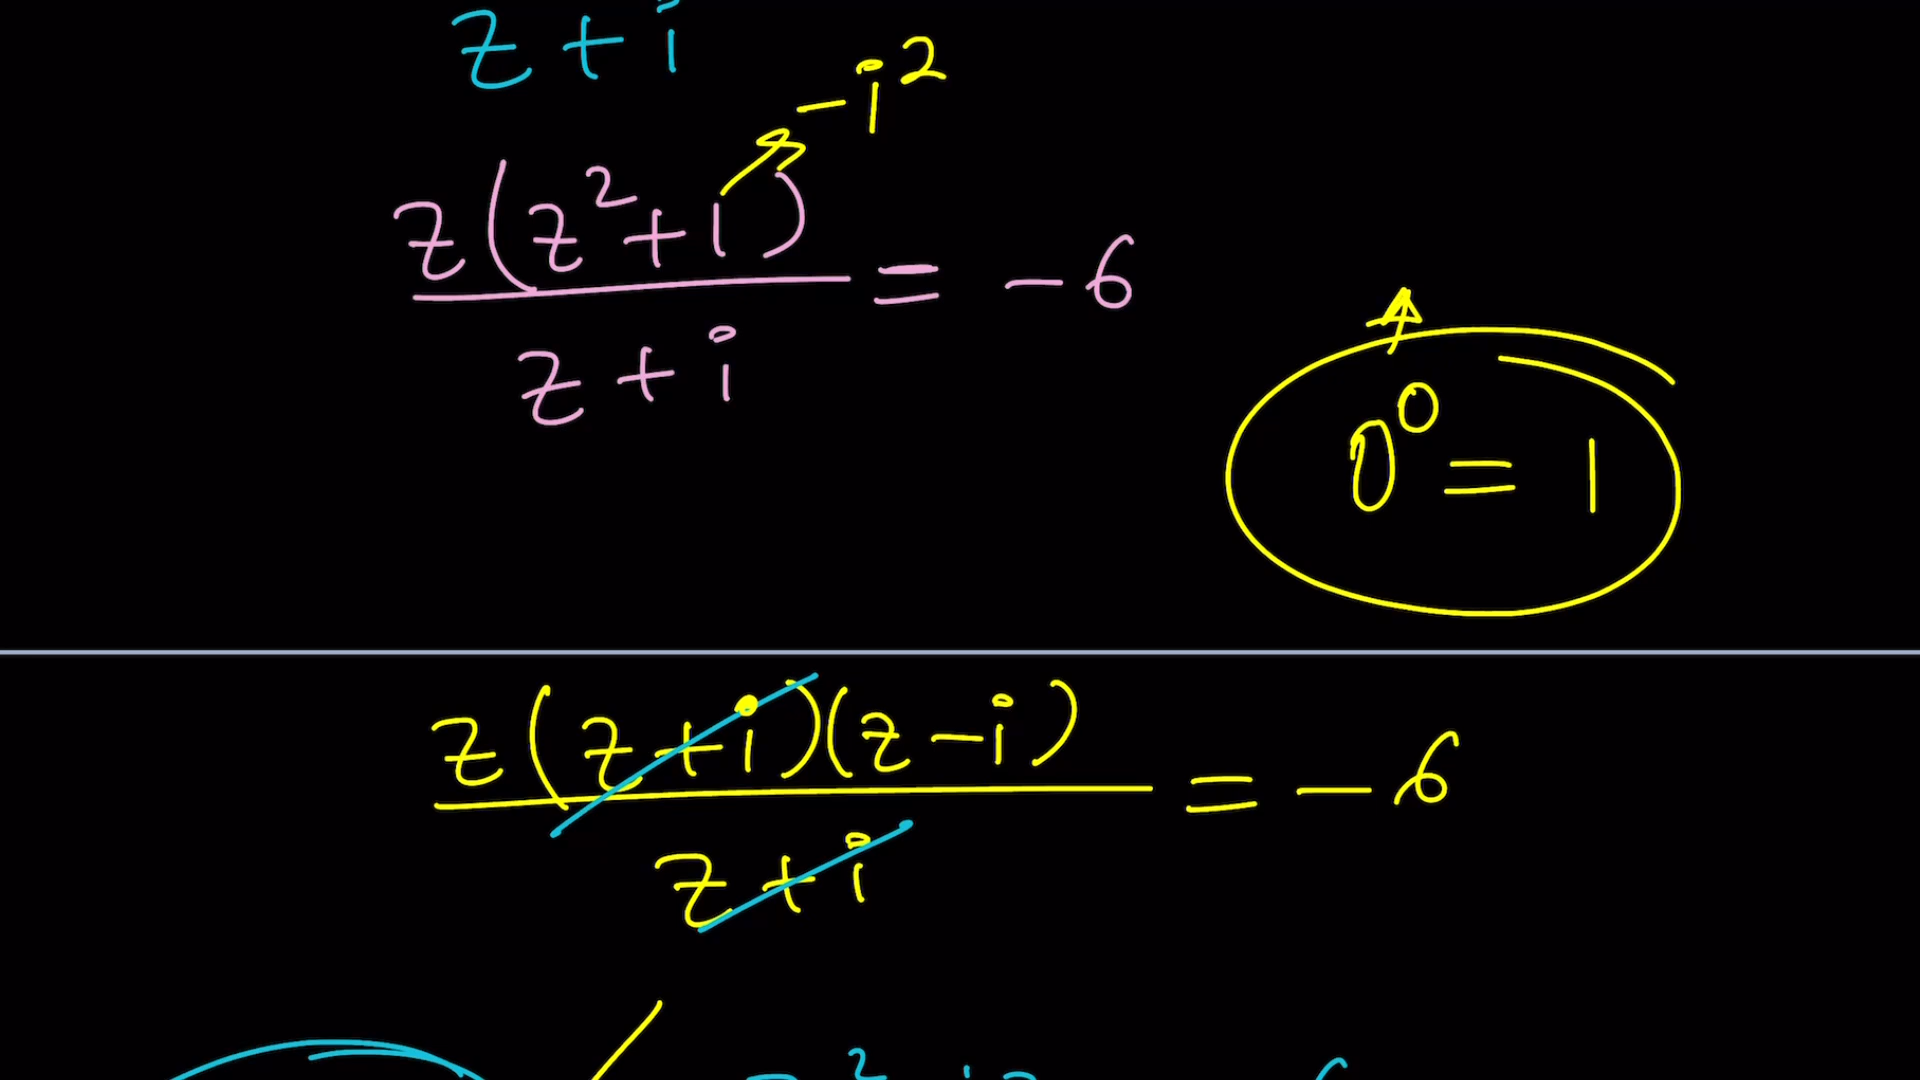 z + i
- i²
z(z² + 1) / z + i = - 6
0⁰ = 1
z(z + i)(z - i) / z + i = - 6